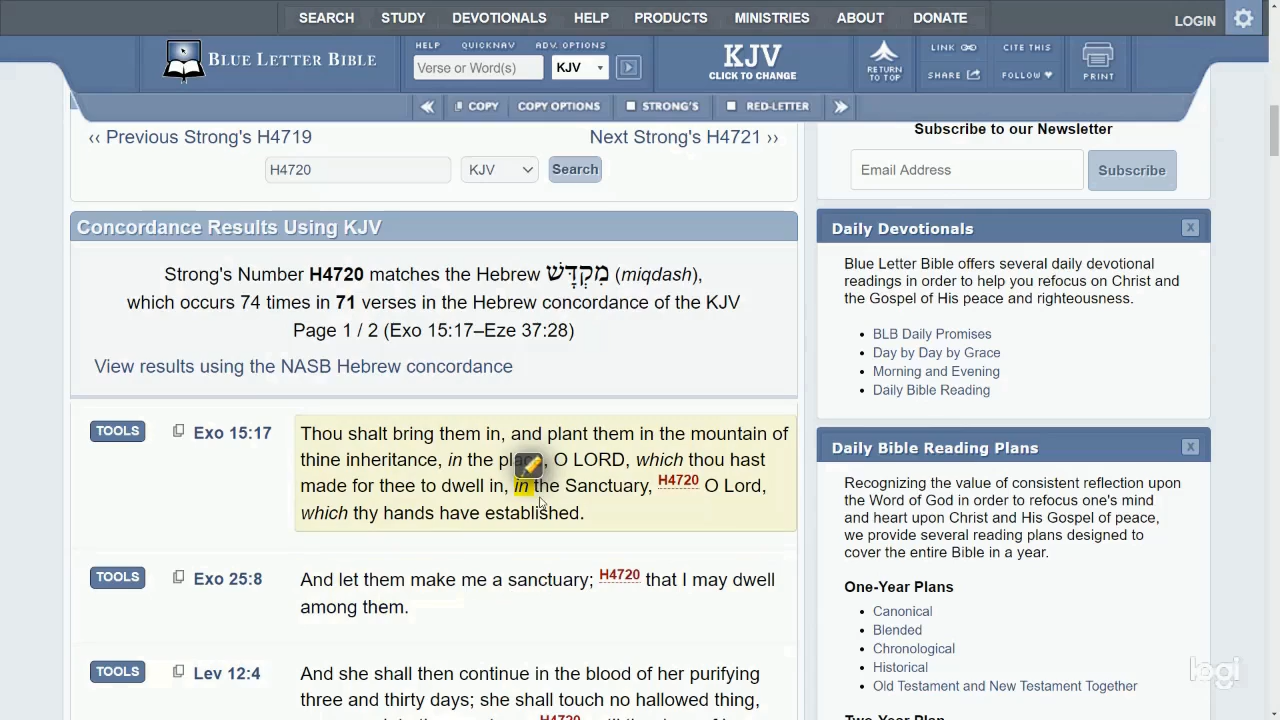 SEARCH STUDY DEVOTIONALS HELP PRODUCTS MINISTRIES ABOUT DONATE
LOGIN
BLUE LETTER BIBLE
HELP QUICKNAV ADV. OPTIONS
Verse or Word(s) KJV
KJV
CLICK TO CHANGE
RETURN
TO TOP
LINK CITE THIS
SHARE FOLLOW
PRINT
COPY COPY OPTIONS STRONG'S RED-LETTER
‹‹ Previous Strong's H4719 Next Strong's H4721 ››
H4720 KJV Search
Concordance Results Using KJV
Strong's Number H4720 matches the Hebrew מִקְדָּשׁ (miqdash),
which occurs 74 times in 71 verses in the Hebrew concordance of the KJV
Page 1 / 2 (Exo 15:17–Eze 37:28)
View results using the NASB Hebrew concordance
TOOLS Exo 15:17 Thou shalt bring them in, and plant them in the mountain of
thine inheritance, in the O LORD, which thou hast
made for thee to dwell in, in the Sanctuary, H4720 O Lord,
which thy hands have established.
TOOLS Exo 25:8 And let them make me a sanctuary; H4720 that I may dwell
among them.
TOOLS Lev 12:4 And she shall then continue in the blood of her purifying
three and thirty days; she shall touch no hallowed thing,
H4720
Subscribe to our Newsletter
Email Address Subscribe
Daily Devotionals X
Blue Letter Bible offers several daily devotional
readings in order to help you refocus on Christ and
the Gospel of His peace and righteousness.
• BLB Daily Promises
• Day by Day by Grace
• Morning and Evening
• Daily Bible Reading
Daily Bible Reading Plans X
Recognizing the value of consistent reflection upon
the Word of God in order to refocus one's mind
and heart upon Christ and His Gospel of peace,
we provide several reading plans designed to
cover the entire Bible in a year.
One-Year Plans
• Canonical
• Blended
• Chronological
• Historical
• Old Testament and New Testament Together
Two-Year Plan
logi